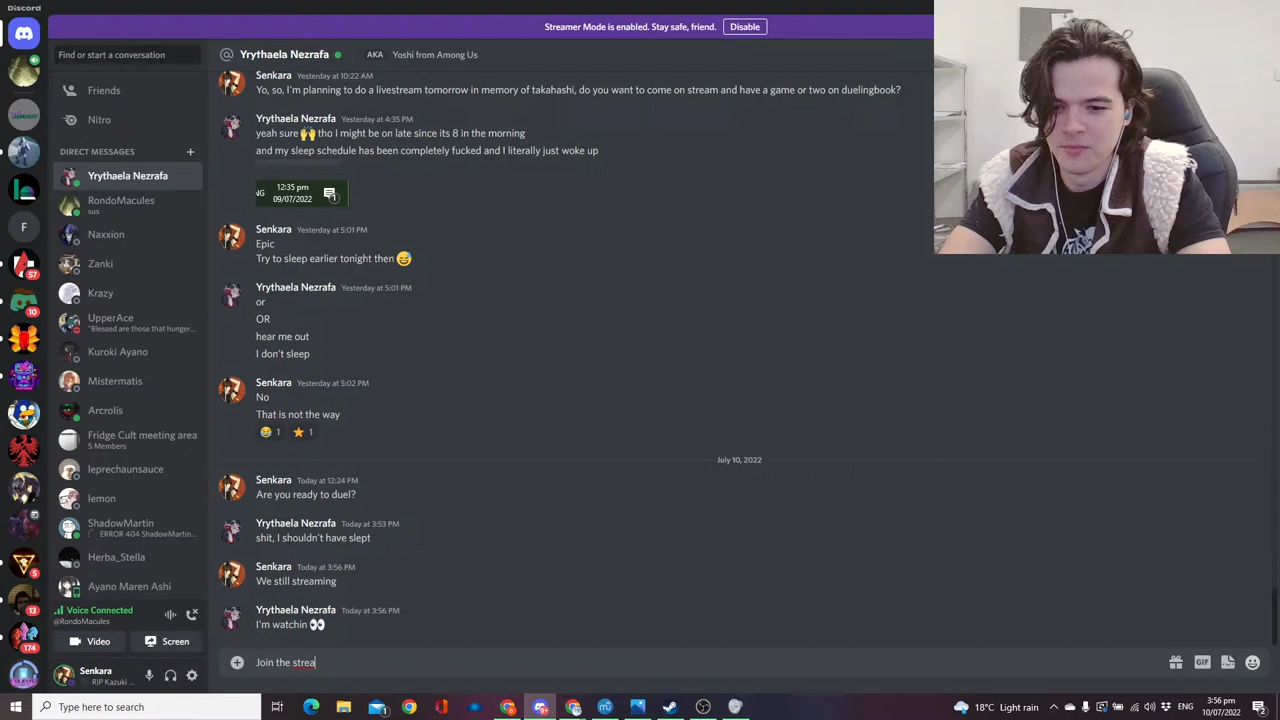 Discord
Streamer Mode is enabled. Stay safe, friend.
Disable
Find or start a conversation
Yrythaela Nezrafa
AKA
Yoshi from Among Us
Friends
Nitro
DIRECT MESSAGES
Yrythaela Nezrafa
RondoMacules
sus
Naxxion
Zanki
Krazy
UpperAce
"Blessed are those that hunger...
Kuroki Ayano
Mistermatis
Arcrolis
Fridge Cult meeting area
5 Members
leprechaunsauce
lemon
ShadowMartin
ERROR 404 ShadowMartin...
Herba_Stella
Ayano Maren Ashi
Voice Connected
@RondoMacules
Video
Screen
Senkara
RIP Kazuki
F
57
10
5
13
174
Senkara Yesterday at 10:22 AM
Yo, so, I'm planning to do a livestream tomorrow in memory of takahashi, do you want to come on stream and have a game or two on duelingbook?
Yrythaela Nezrafa Yesterday at 4:35 PM
yeah sure 🙌 tho I might be on late since its 8 in the morning
and my sleep schedule has been completely fucked and I literally just woke up
NG 12:35 pm
09/07/2022 1
Senkara Yesterday at 5:01 PM
Epic
Try to sleep earlier tonight then 😅
Yrythaela Nezrafa Yesterday at 5:01 PM
or
OR
hear me out
I don't sleep
Senkara Yesterday at 5:02 PM
No
That is not the way
😂 1 ⭐ 1
July 10, 2022
Senkara Today at 12:24 PM
Are you ready to duel?
Yrythaela Nezrafa Today at 3:53 PM
shit, I shouldn't have slept
Senkara Today at 3:56 PM
We still streaming
Yrythaela Nezrafa Today at 3:56 PM
I'm watchin 👀
Join the strea
GIF
Type here to search
18°C Light rain
ENG
3:56 pm
10/07/2022
2